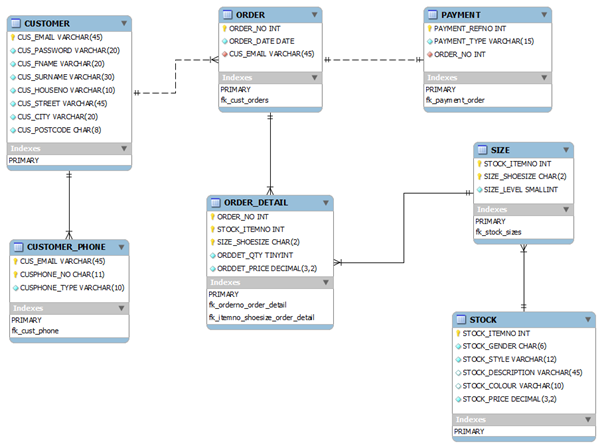 CUSTOMER
CUS_EMAIL VARCHAR(45)
CUS_PASSWORD VARCHAR(20)
CUS_FNAME VARCHAR(20)
CUS_SURNAME VARCHAR(30)
CUS_HOUSENO VARCHAR(10)
CUS_STREET VARCHAR(45)
CUS_CITY VARCHAR(20)
CUS_POSTCODE CHAR(8)
Indexes
PRIMARY
ORDER
ORDER_NO INT
ORDER_DATE DATE
CUS_EMAIL VARCHAR(45)
Indexes
PRIMARY
fk_cust_orders
PAYMENT
PAYMENT_REFNO INT
PAYMENT_TYPE VARCHAR(15)
ORDER_NO INT
Indexes
PRIMARY
fk_payment_order
CUSTOMER_PHONE
CUS_EMAIL VARCHAR(45)
CUSPHONE_NO CHAR(11)
CUSPHONE_TYPE VARCHAR(10)
Indexes
PRIMARY
fk_cust_phone
ORDER_DETAIL
ORDER_NO INT
STOCK_ITEMNO INT
SIZE_SHOESIZE CHAR(2)
ORDDET_QTY TINYINT
ORDDET_PRICE DECIMAL(3,2)
Indexes
PRIMARY
fk_orderno_order_detail
fk_itemno_shoesize_order_detail
SIZE
STOCK_ITEMNO INT
SIZE_SHOESIZE CHAR(2)
SIZE_LEVEL SMALLINT
Indexes
PRIMARY
fk_stock_sizes
STOCK
STOCK_ITEMNO INT
STOCK_GENDER CHAR(6)
STOCK_STYLE VARCHAR(12)
STOCK_DESCRIPTION VARCHAR(45)
STOCK_COLOUR VARCHAR(10)
STOCK_PRICE DECIMAL(3,2)
Indexes
PRIMARY